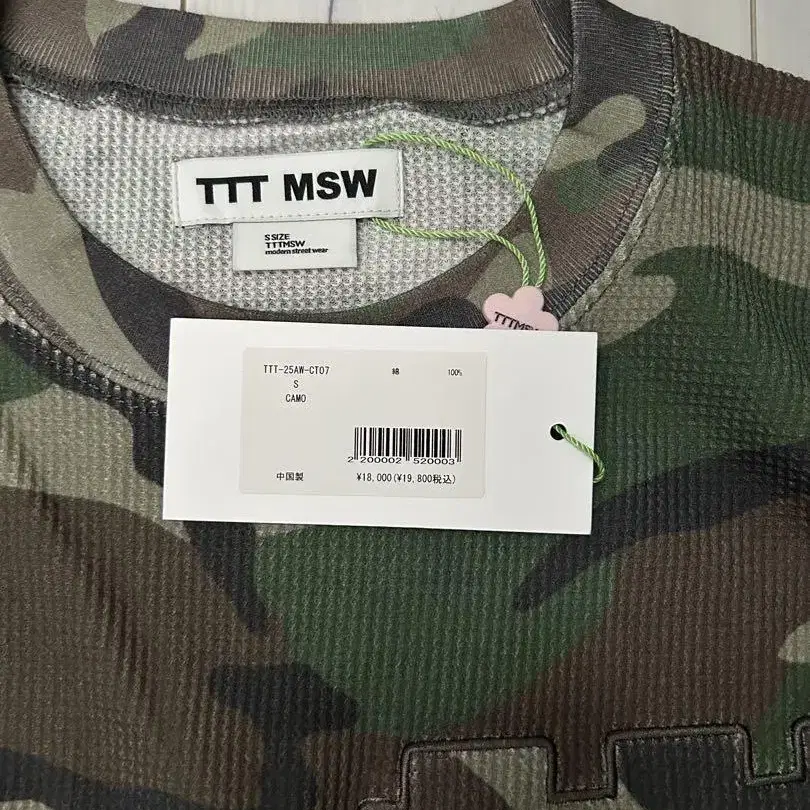 TTT MSW
S SIZE
TTTMSW
modern street wear
TTTMSW
TTT-25AW-CT07 綿 100%
S
CAMO
2 200002 520003
中国製 ¥18,000(¥19,800税込)